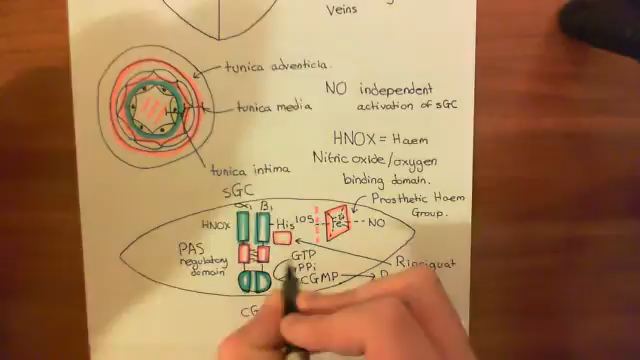 Veins
tunica adventicia.
tunica media
tunica intima
NO independent
activation of sGC
HNOX = Haem
Nitric oxide/oxygen
binding domain.
Prosthetic Haem
Group.
sGC
α1 β1
HNOX
His 105
Fe
NO
PAS
regulatory
domain
GTP
PPi
cGMP
Riociguat